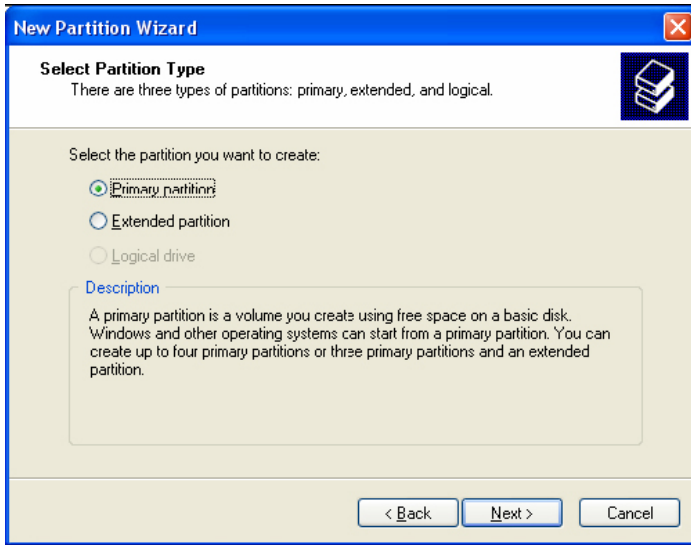 New Partition Wizard
Select Partition Type
There are three types of partitions: primary, extended, and logical.
Select the partition you want to create:
Primary partition
Extended partition
Logical drive
Description
A primary partition is a volume you create using free space on a basic disk.
Windows and other operating systems can start from a primary partition. You can
create up to four primary partitions or three primary partitions and an extended
partition.
< Back Next > Cancel